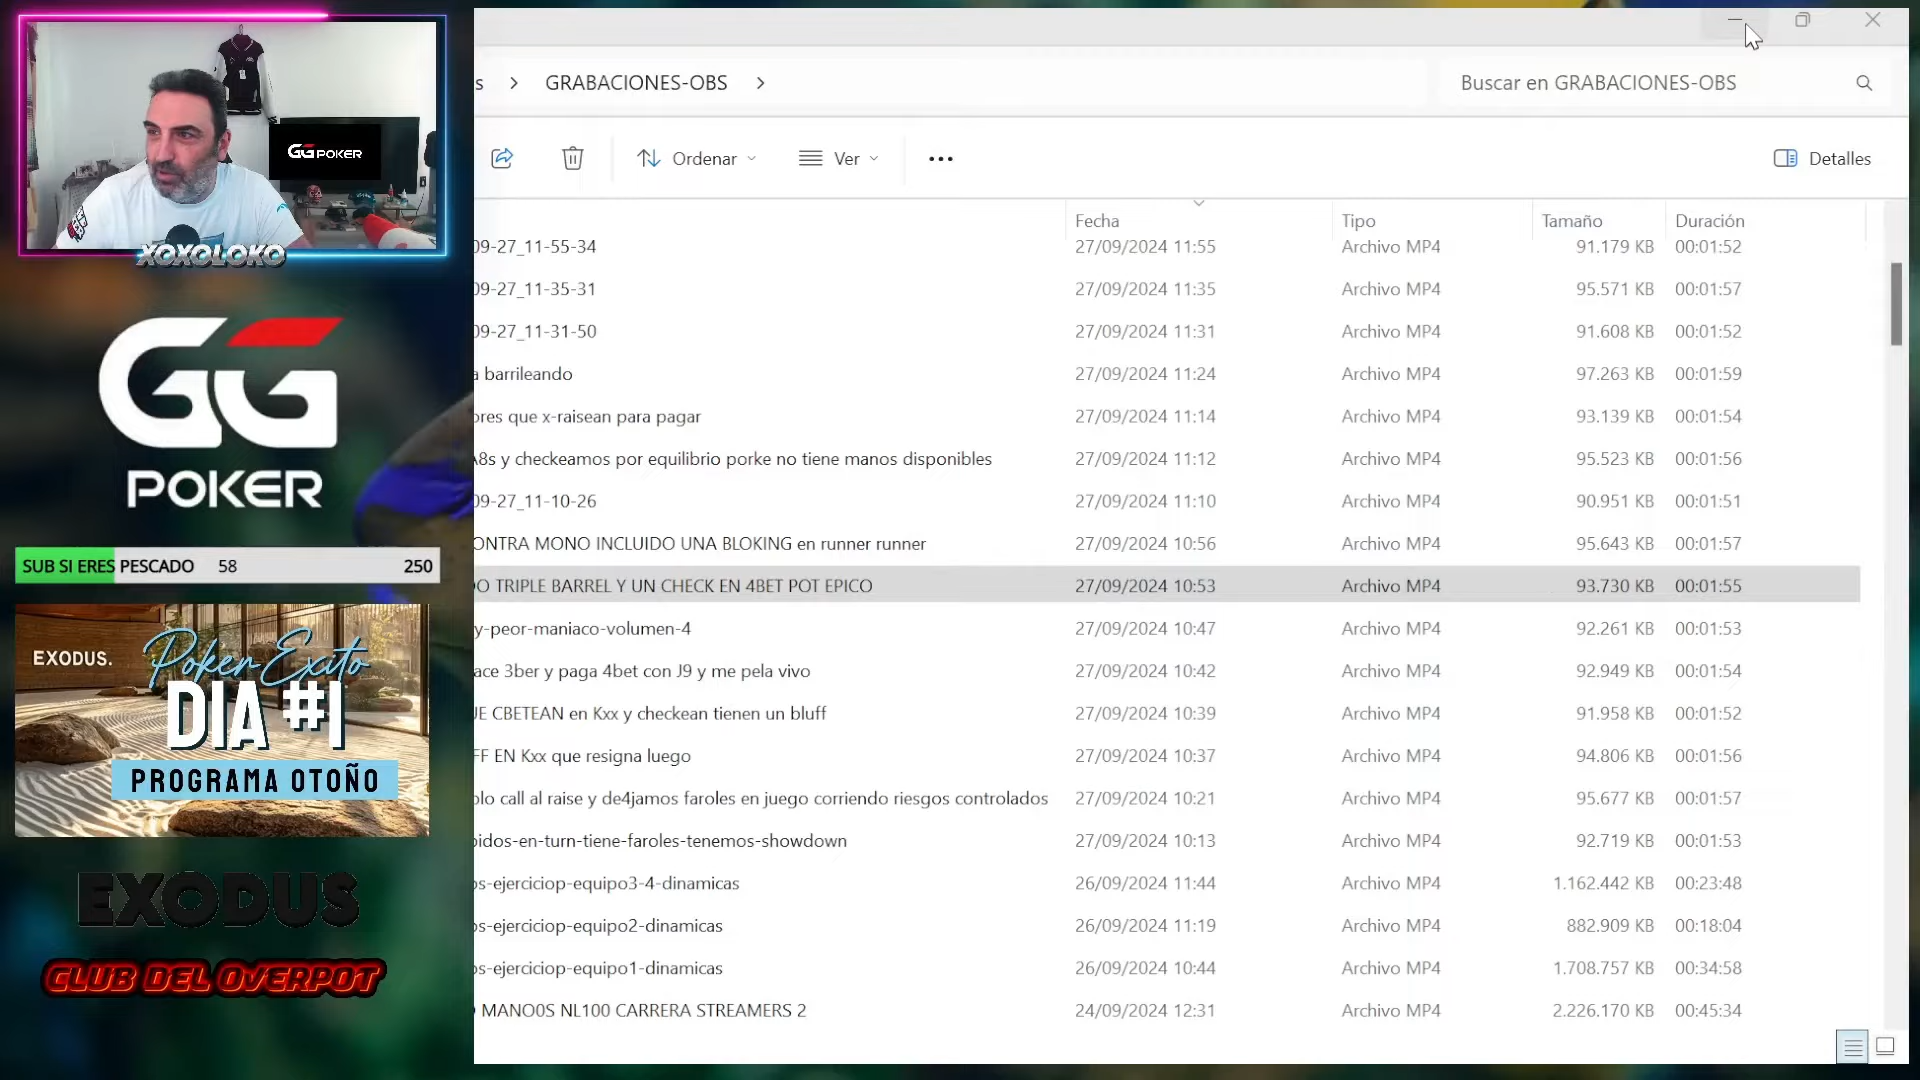 GG POKER
XOXOLOKO
GG
POKER
SUB SI ERES PESCADO 58 250
EXODUS.
Poker Exito
DIA #1
PROGRAMA OTOÑO
EXODUS
CLUB DEL OVERPOT
s > GRABACIONES-OBS >
Buscar en GRABACIONES-OBS
Ordenar
Ver
Detalles
Fecha Tipo Tamaño Duración
09-27_11-55-34 27/09/2024 11:55 Archivo MP4 91.179 KB 00:01:52
09-27_11-35-31 27/09/2024 11:35 Archivo MP4 95.571 KB 00:01:57
09-27_11-31-50 27/09/2024 11:31 Archivo MP4 91.608 KB 00:01:52
a barrileando 27/09/2024 11:24 Archivo MP4 97.263 KB 00:01:59
ores que x-raisean para pagar 27/09/2024 11:14 Archivo MP4 93.139 KB 00:01:54
A8s y checkeamos por equilibrio porke no tiene manos disponibles 27/09/2024 11:12 Archivo MP4 95.523 KB 00:01:56
09-27_11-10-26 27/09/2024 11:10 Archivo MP4 90.951 KB 00:01:51
ONTRA MONO INCLUIDO UNA BLOKING en runner runner 27/09/2024 10:56 Archivo MP4 95.643 KB 00:01:57
DO TRIPLE BARREL Y UN CHECK EN 4BET POT EPICO 27/09/2024 10:53 Archivo MP4 93.730 KB 00:01:55
y-peor-maniaco-volumen-4 27/09/2024 10:47 Archivo MP4 92.261 KB 00:01:53
ace 3ber y paga 4bet con J9 y me pela vivo 27/09/2024 10:42 Archivo MP4 92.949 KB 00:01:54
UE CBETEAN en Kxx y checkean tienen un bluff 27/09/2024 10:39 Archivo MP4 91.958 KB 00:01:52
FF EN Kxx que resigna luego 27/09/2024 10:37 Archivo MP4 94.806 KB 00:01:56
olo call al raise y de4jamos faroles en juego corriendo riesgos controlados 27/09/2024 10:21 Archivo MP4 95.677 KB 00:01:57
bidos-en-turn-tiene-faroles-tenemos-showdown 27/09/2024 10:13 Archivo MP4 92.719 KB 00:01:53
os-ejerciciop-equipo3-4-dinamicas 26/09/2024 11:44 Archivo MP4 1.162.442 KB 00:23:48
os-ejerciciop-equipo2-dinamicas 26/09/2024 11:19 Archivo MP4 882.909 KB 00:18:04
os-ejerciciop-equipo1-dinamicas 26/09/2024 10:44 Archivo MP4 1.708.757 KB 00:34:58
MANO0S NL100 CARRERA STREAMERS 2 24/09/2024 12:31 Archivo MP4 2.226.170 KB 00:45:34